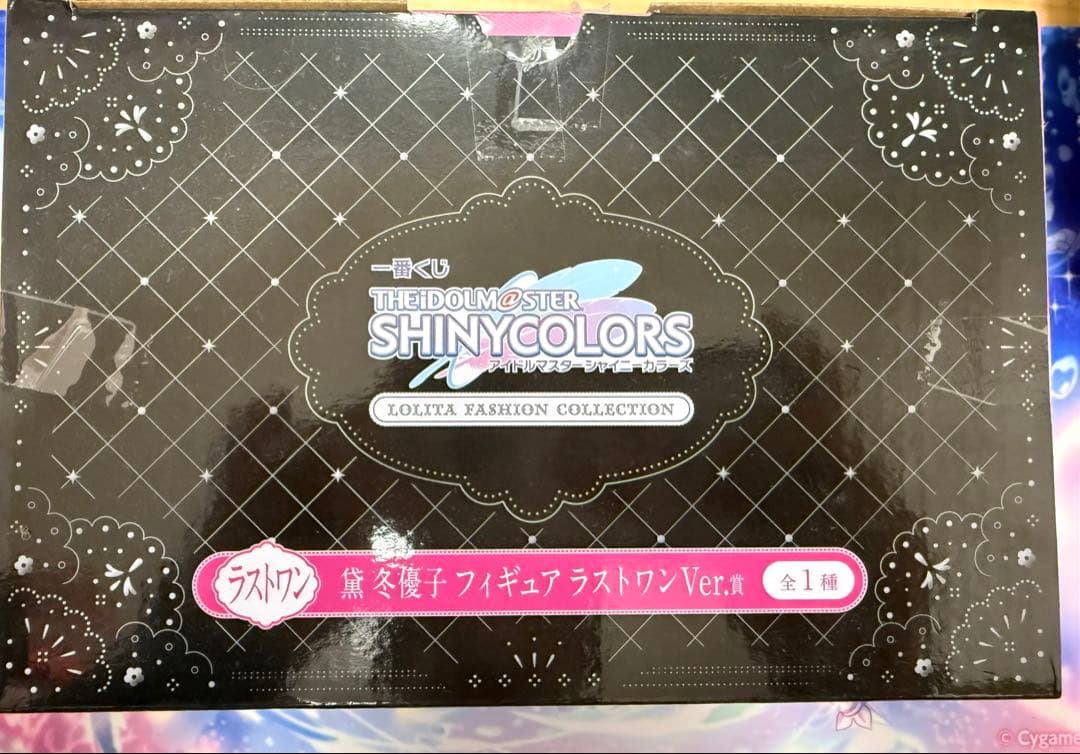 一番くじ
THE iDOLM@STER
SHINYCOLORS
アイドルマスター シャイニーカラーズ
LOLITA FASHION COLLECTION
ラストワン 黛 冬優子 フィギュア ラストワンVer.賞 全1種
© Cygame